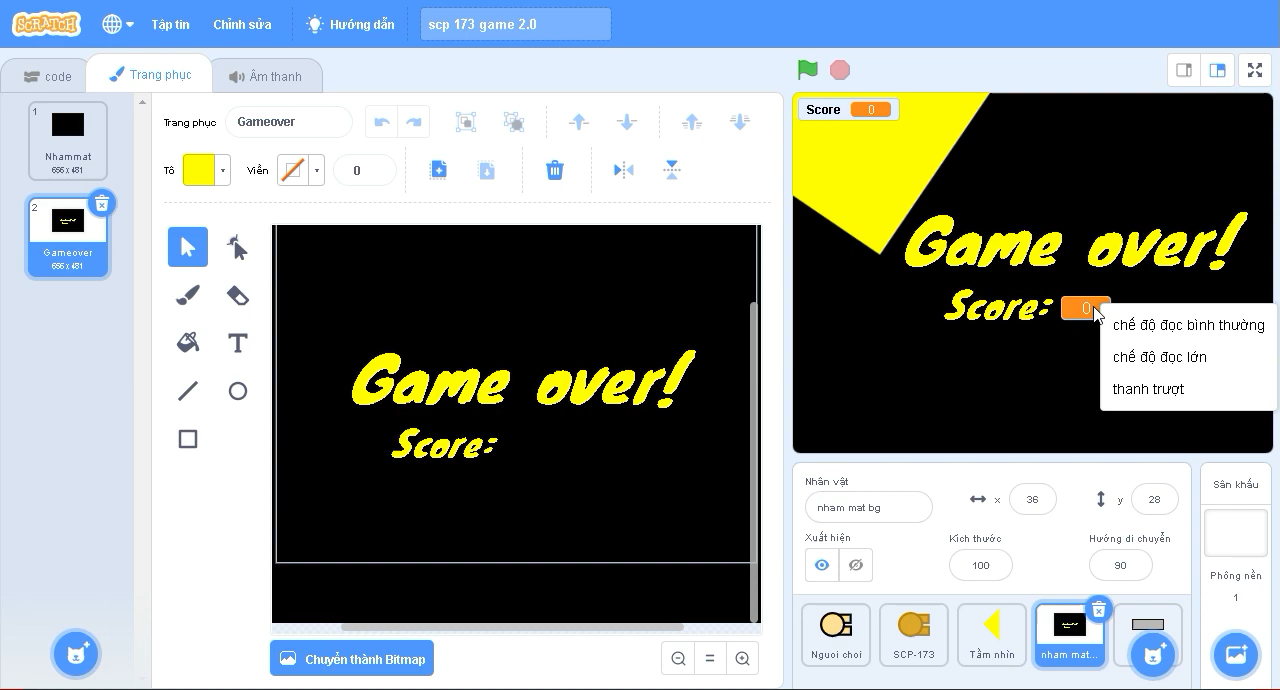 SCRATCH
Tập tin
Chỉnh sửa
Hướng dẫn
scp 173 game 2.0
code
Trang phục
Âm thanh
1
Nhammat
656 x 481
2
Gameover
656 x 481
Trang phục
Gameover
Tô
Viền
0
Game over!
Score:
Chuyển thành Bitmap
Score 0
Game over!
Score: 0
chế độ đọc bình thường
chế độ đọc lớn
thanh trượt
Nhân vật
nham mat bg
x
36
y
28
Xuất hiện
Kích thước
100
Hướng di chuyển
90
Nguoi choi
SCP-173
Tầm nhìn
nham mat...
Sân khấu
Phông nền
1